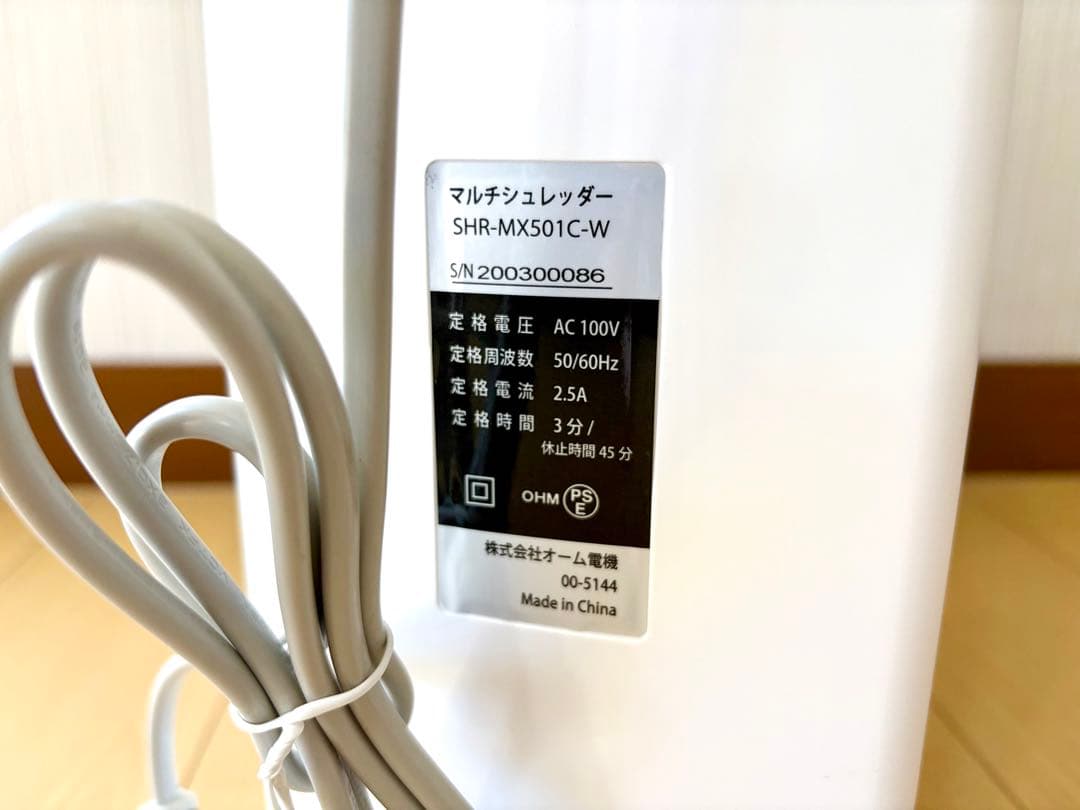 マルチシュレッダー
SHR-MX501C-W
S/N 200300086
定格電圧 AC 100V
定格周波数 50/60Hz
定格電流 2.5A
定格時間 3分/
休止時間 45分
OHM PSE
株式会社オーム電機
00-5144
Made in China